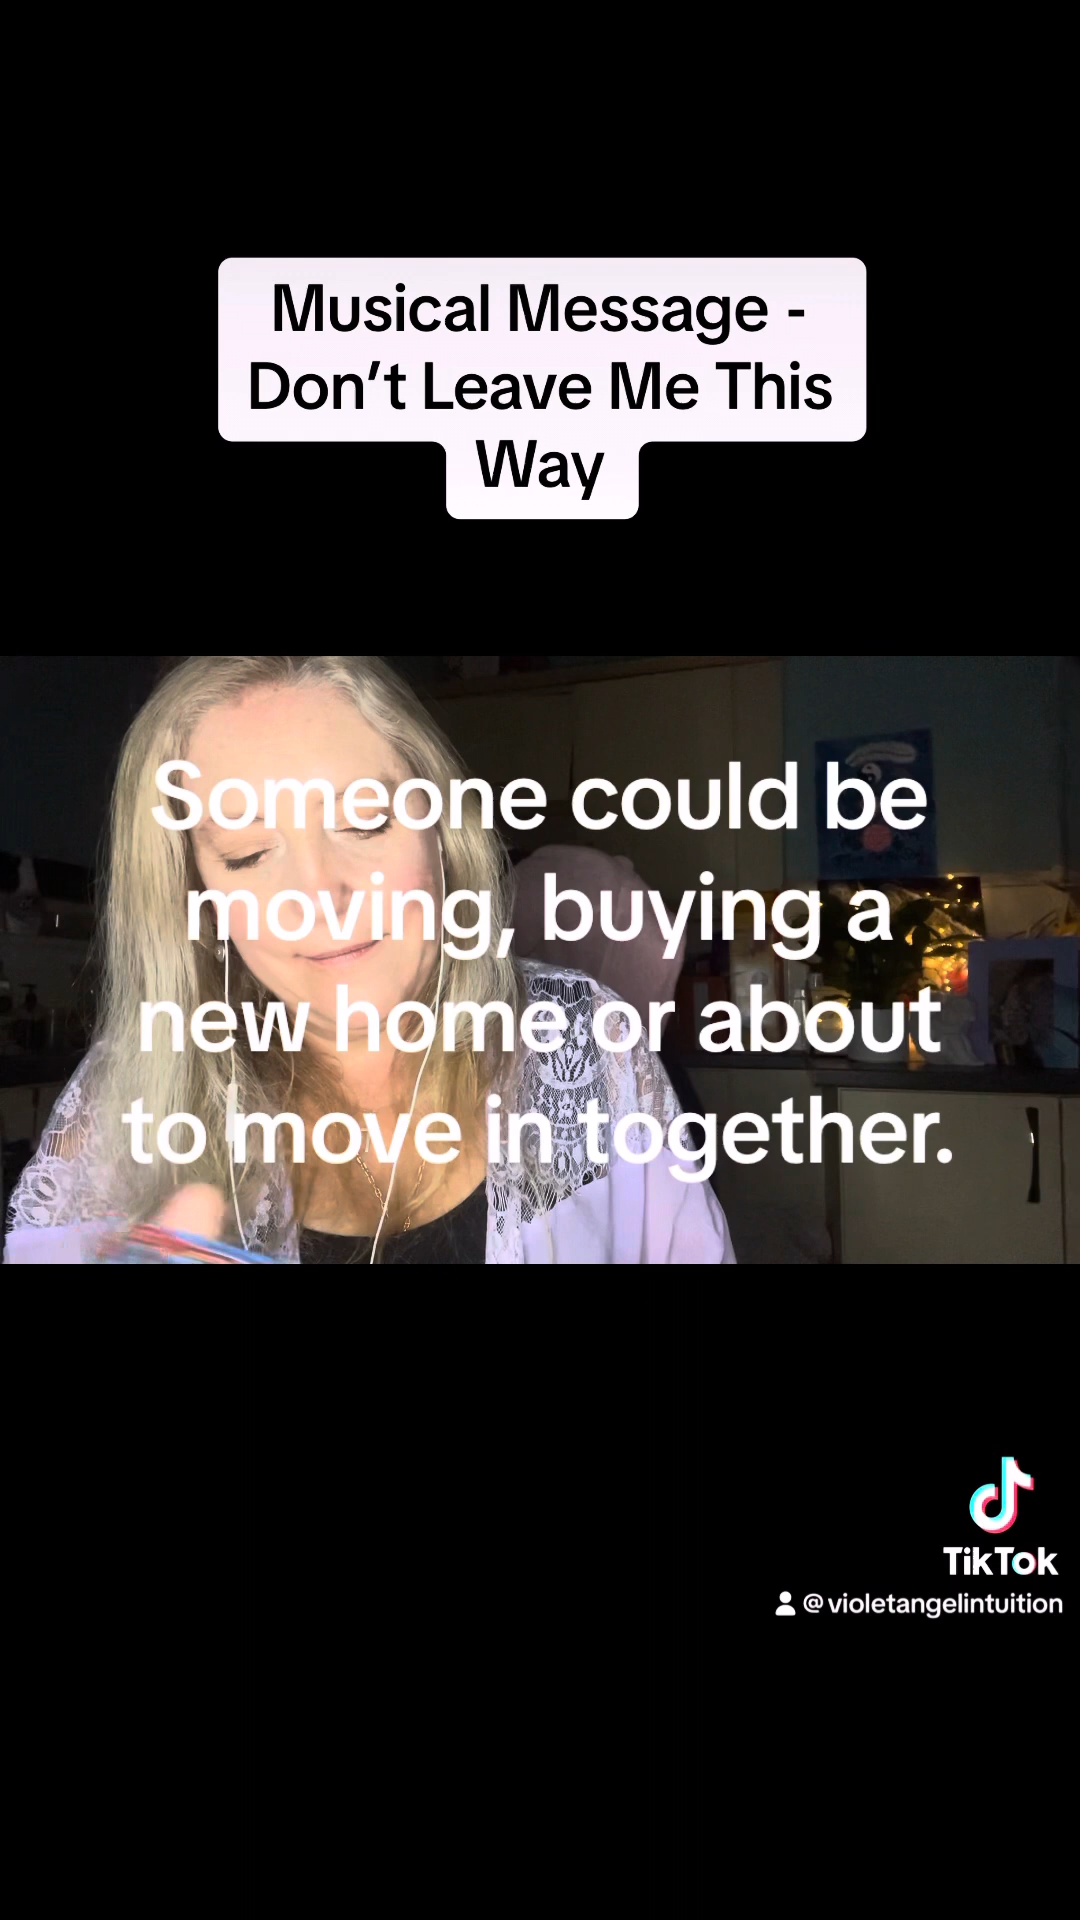 Musical Message -
Don’t Leave Me This
Way
Someone could be
moving, buying a
new home or about
to move in together.
TikTok
@violetangelintuition